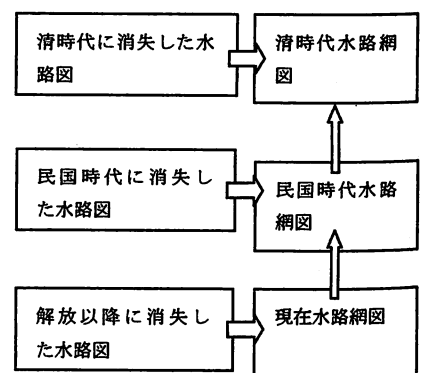 清時代に消失した水
路図
清時代水路網
図
民国時代に消失し
た水路図
民国時代水路
網図
解放以降に消失し
た水路図
現在水路網図